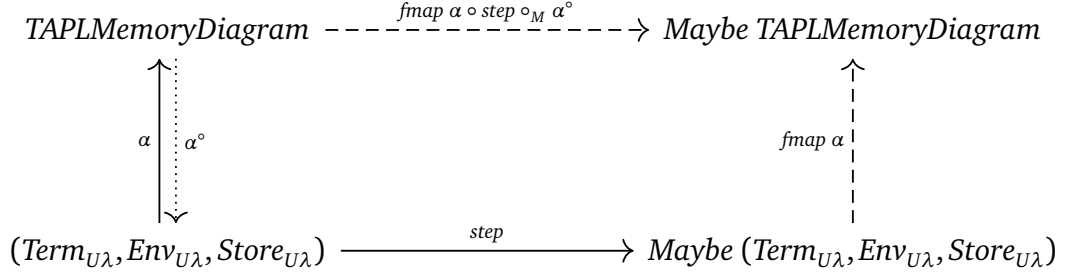 fmap α ∘ step ∘_M α°
TAPLMemoryDiagram Maybe TAPLMemoryDiagram
α α° fmap α
step
(Term_{Uλ}, Env_{Uλ}, Store_{Uλ}) Maybe (Term_{Uλ}, Env_{Uλ}, Store_{Uλ})